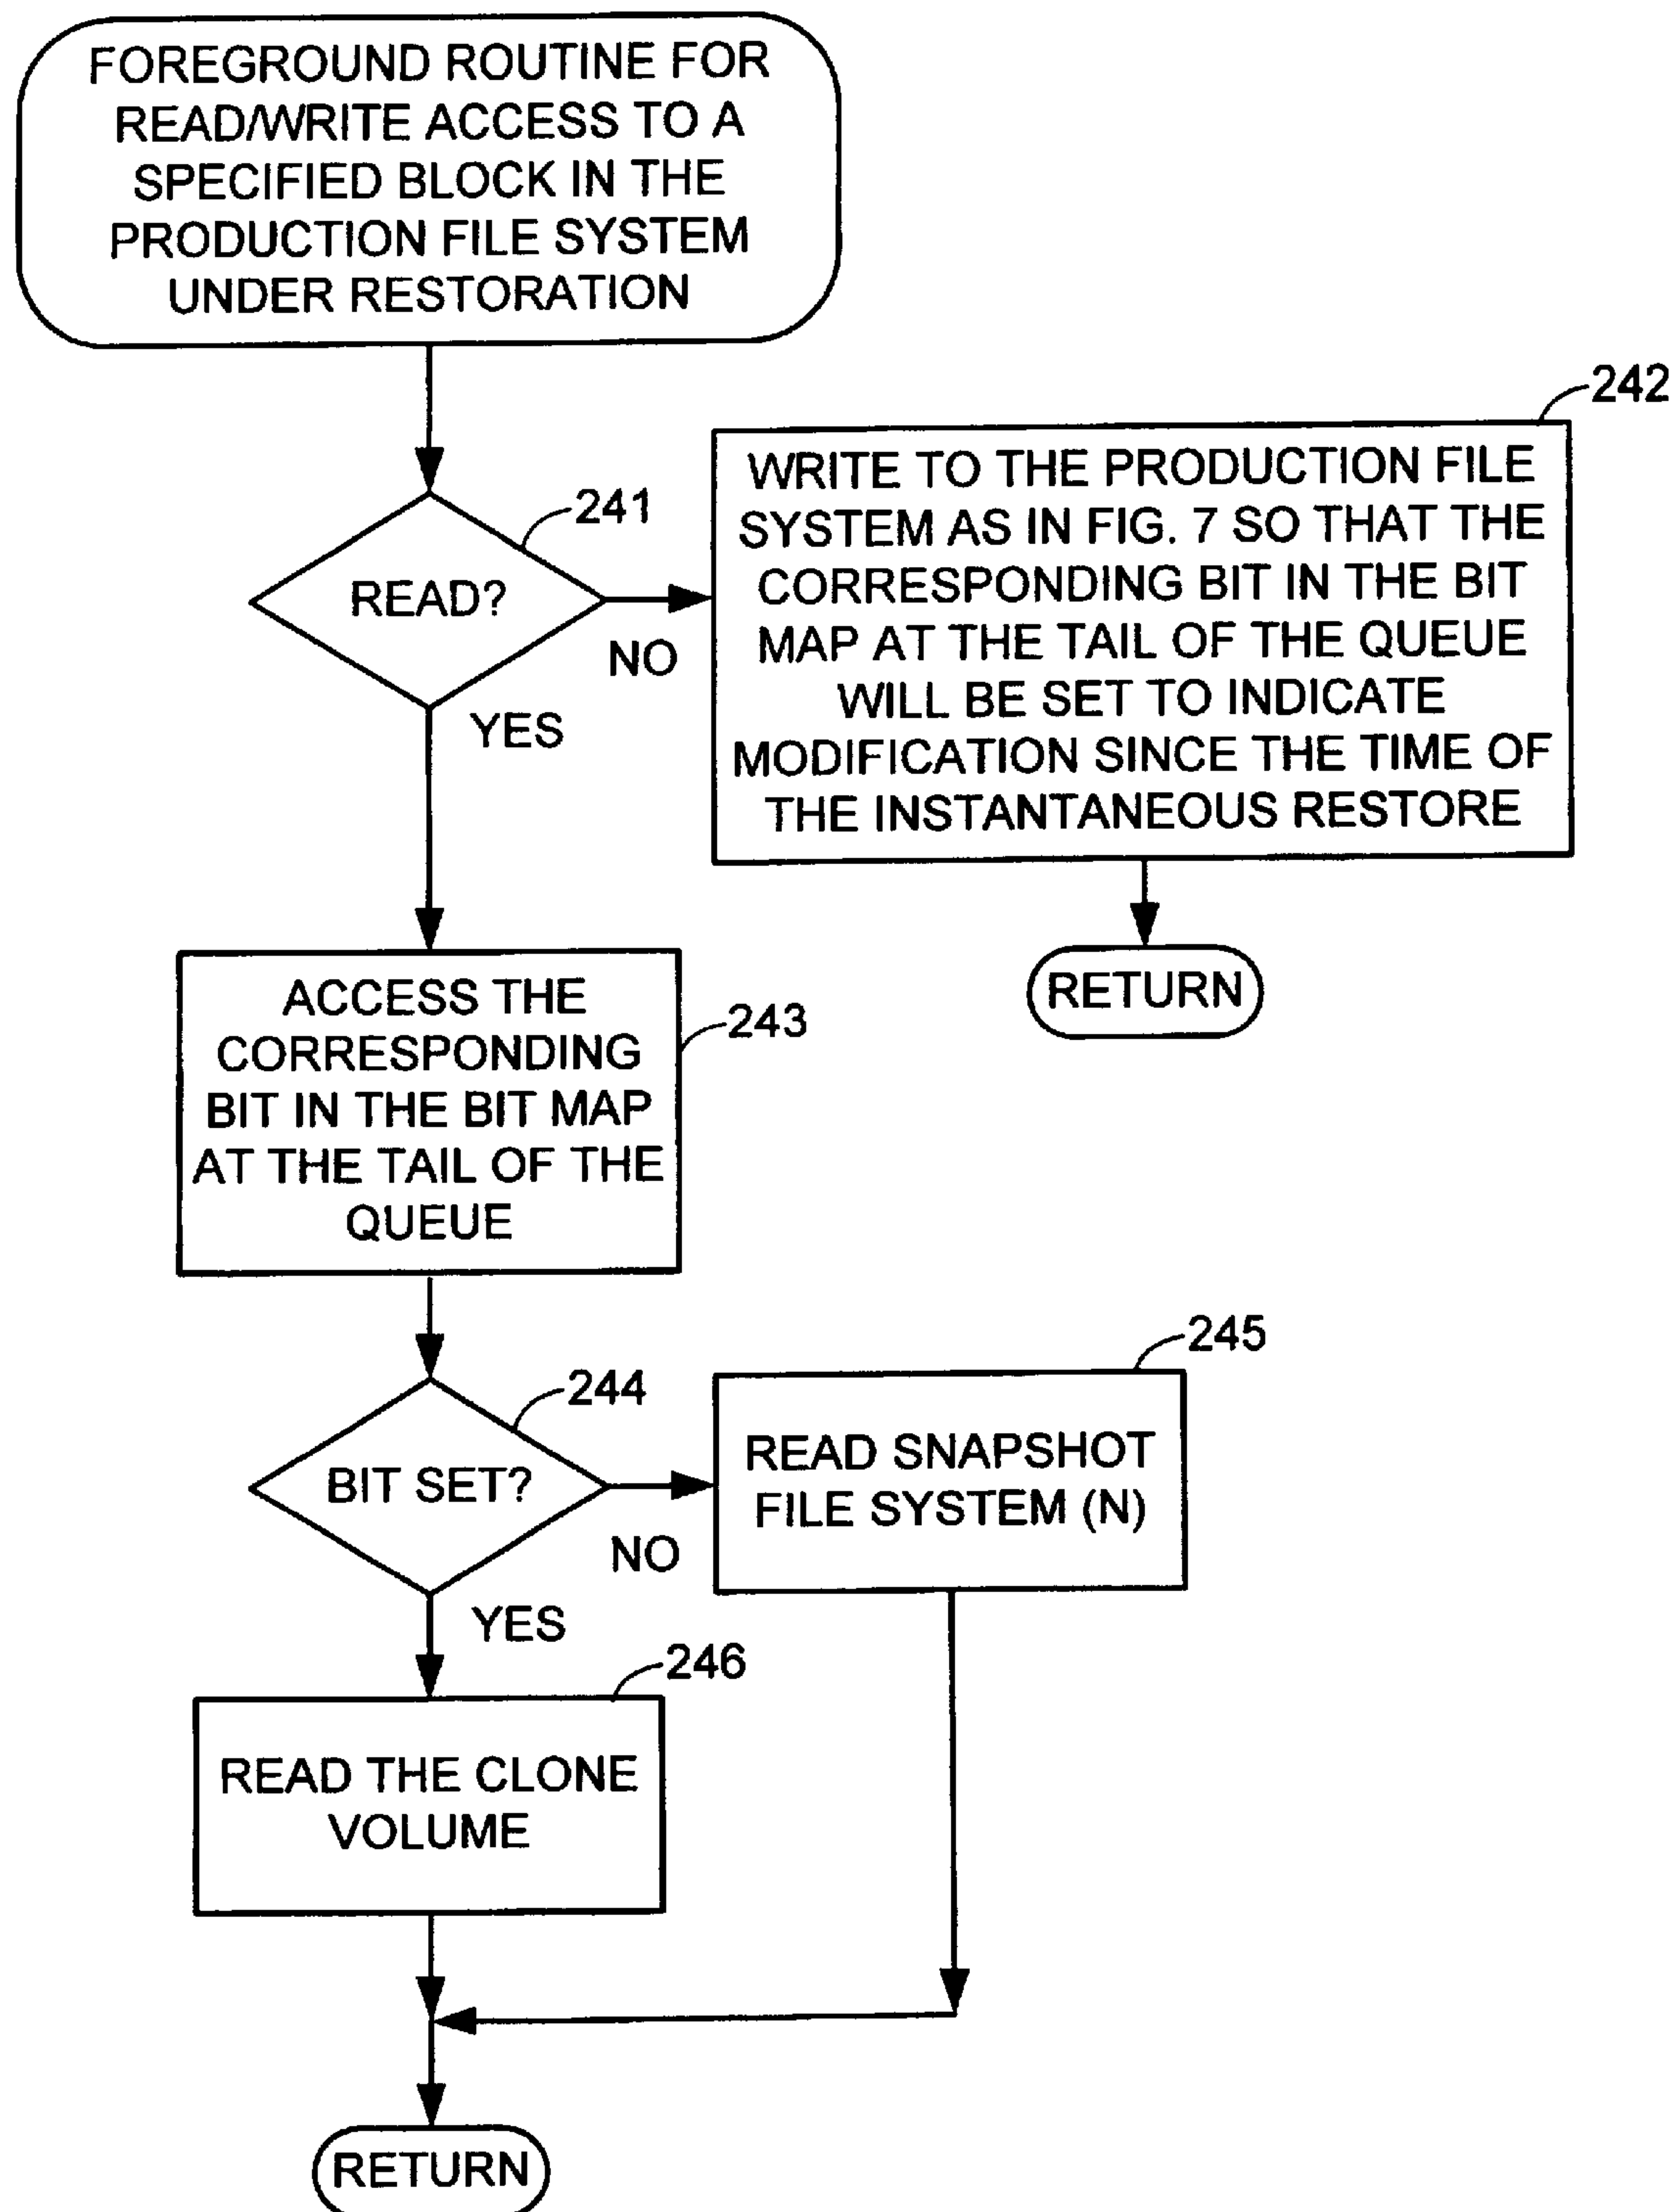 FOREGROUND ROUTINE FOR
READ/WRITE ACCESS TO A
SPECIFIED BLOCK IN THE
PRODUCTION FILE SYSTEM
UNDER RESTORATION
241
READ?
NO
YES
242
WRITE TO THE PRODUCTION FILE
SYSTEM AS IN FIG. 7 SO THAT THE
CORRESPONDING BIT IN THE BIT
MAP AT THE TAIL OF THE QUEUE
WILL BE SET TO INDICATE
MODIFICATION SINCE THE TIME OF
THE INSTANTANEOUS RESTORE
RETURN
243
ACCESS THE
CORRESPONDING
BIT IN THE BIT MAP
AT THE TAIL OF THE
QUEUE
244
BIT SET?
NO
YES
245
READ SNAPSHOT
FILE SYSTEM (N)
246
READ THE CLONE
VOLUME
RETURN